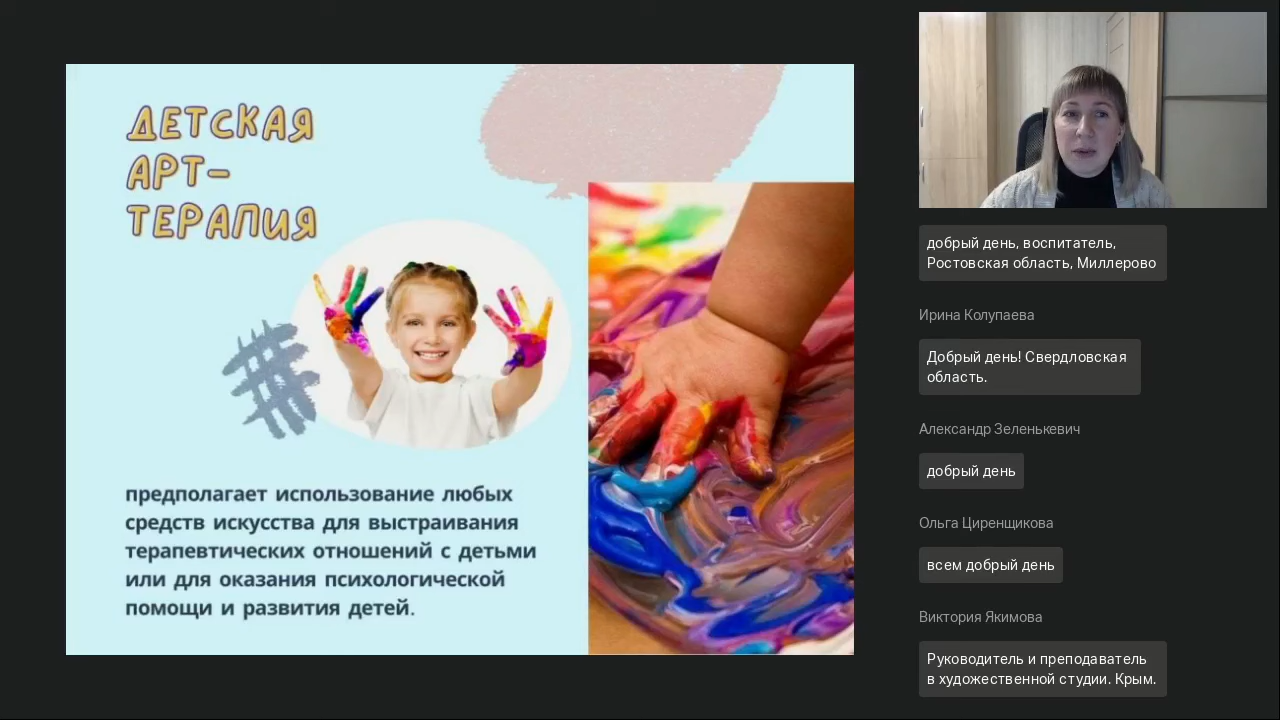 ДЕТСКАЯ
АРТ-
ТЕРАПИЯ
предполагает использование любых
средств искусства для выстраивания
терапевтических отношений с детьми
или для оказания психологической
помощи и развития детей.
добрый день, воспитатель,
Ростовская область, Миллерово
Ирина Колупаева
Добрый день! Свердловская
область.
Александр Зеленькевич
добрый день
Ольга Циренщикова
всем добрый день
Виктория Якимова
Руководитель и преподаватель
в художественной студии. Крым.